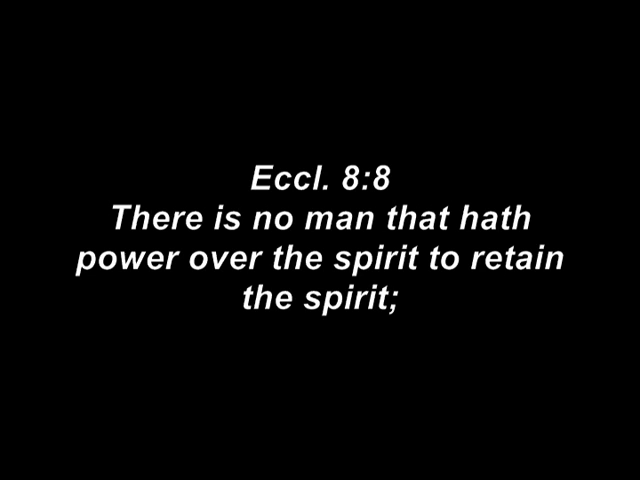 Eccl. 8:8
There is no man that hath
power over the spirit to retain
the spirit;